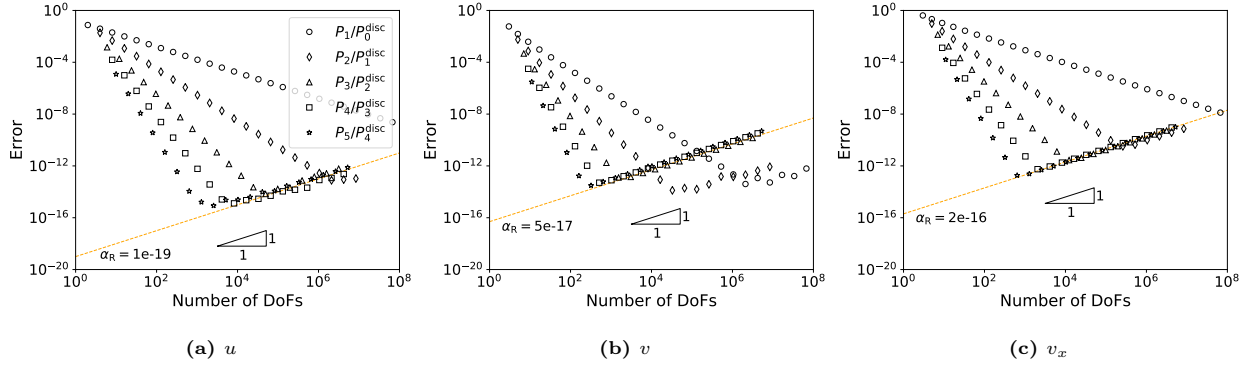 Error
10^0
10^{-4}
10^{-8}
10^{-12}
10^{-16}
10^{-20}
P_1/P_0^{disc}
P_2/P_1^{disc}
P_3/P_2^{disc}
P_4/P_3^{disc}
P_5/P_4^{disc}
α_R = 1e-19
1
1
10^0 10^2 10^4 10^6 10^8
Number of DoFs
(a) u
Error
10^0
10^{-4}
10^{-8}
10^{-12}
10^{-16}
10^{-20}
α_R = 5e-17
1
1
10^0 10^2 10^4 10^6 10^8
Number of DoFs
(b) v
Error
10^0
10^{-4}
10^{-8}
10^{-12}
10^{-16}
10^{-20}
α_R = 2e-16
1
1
10^0 10^2 10^4 10^6 10^8
Number of DoFs
(c) v_x